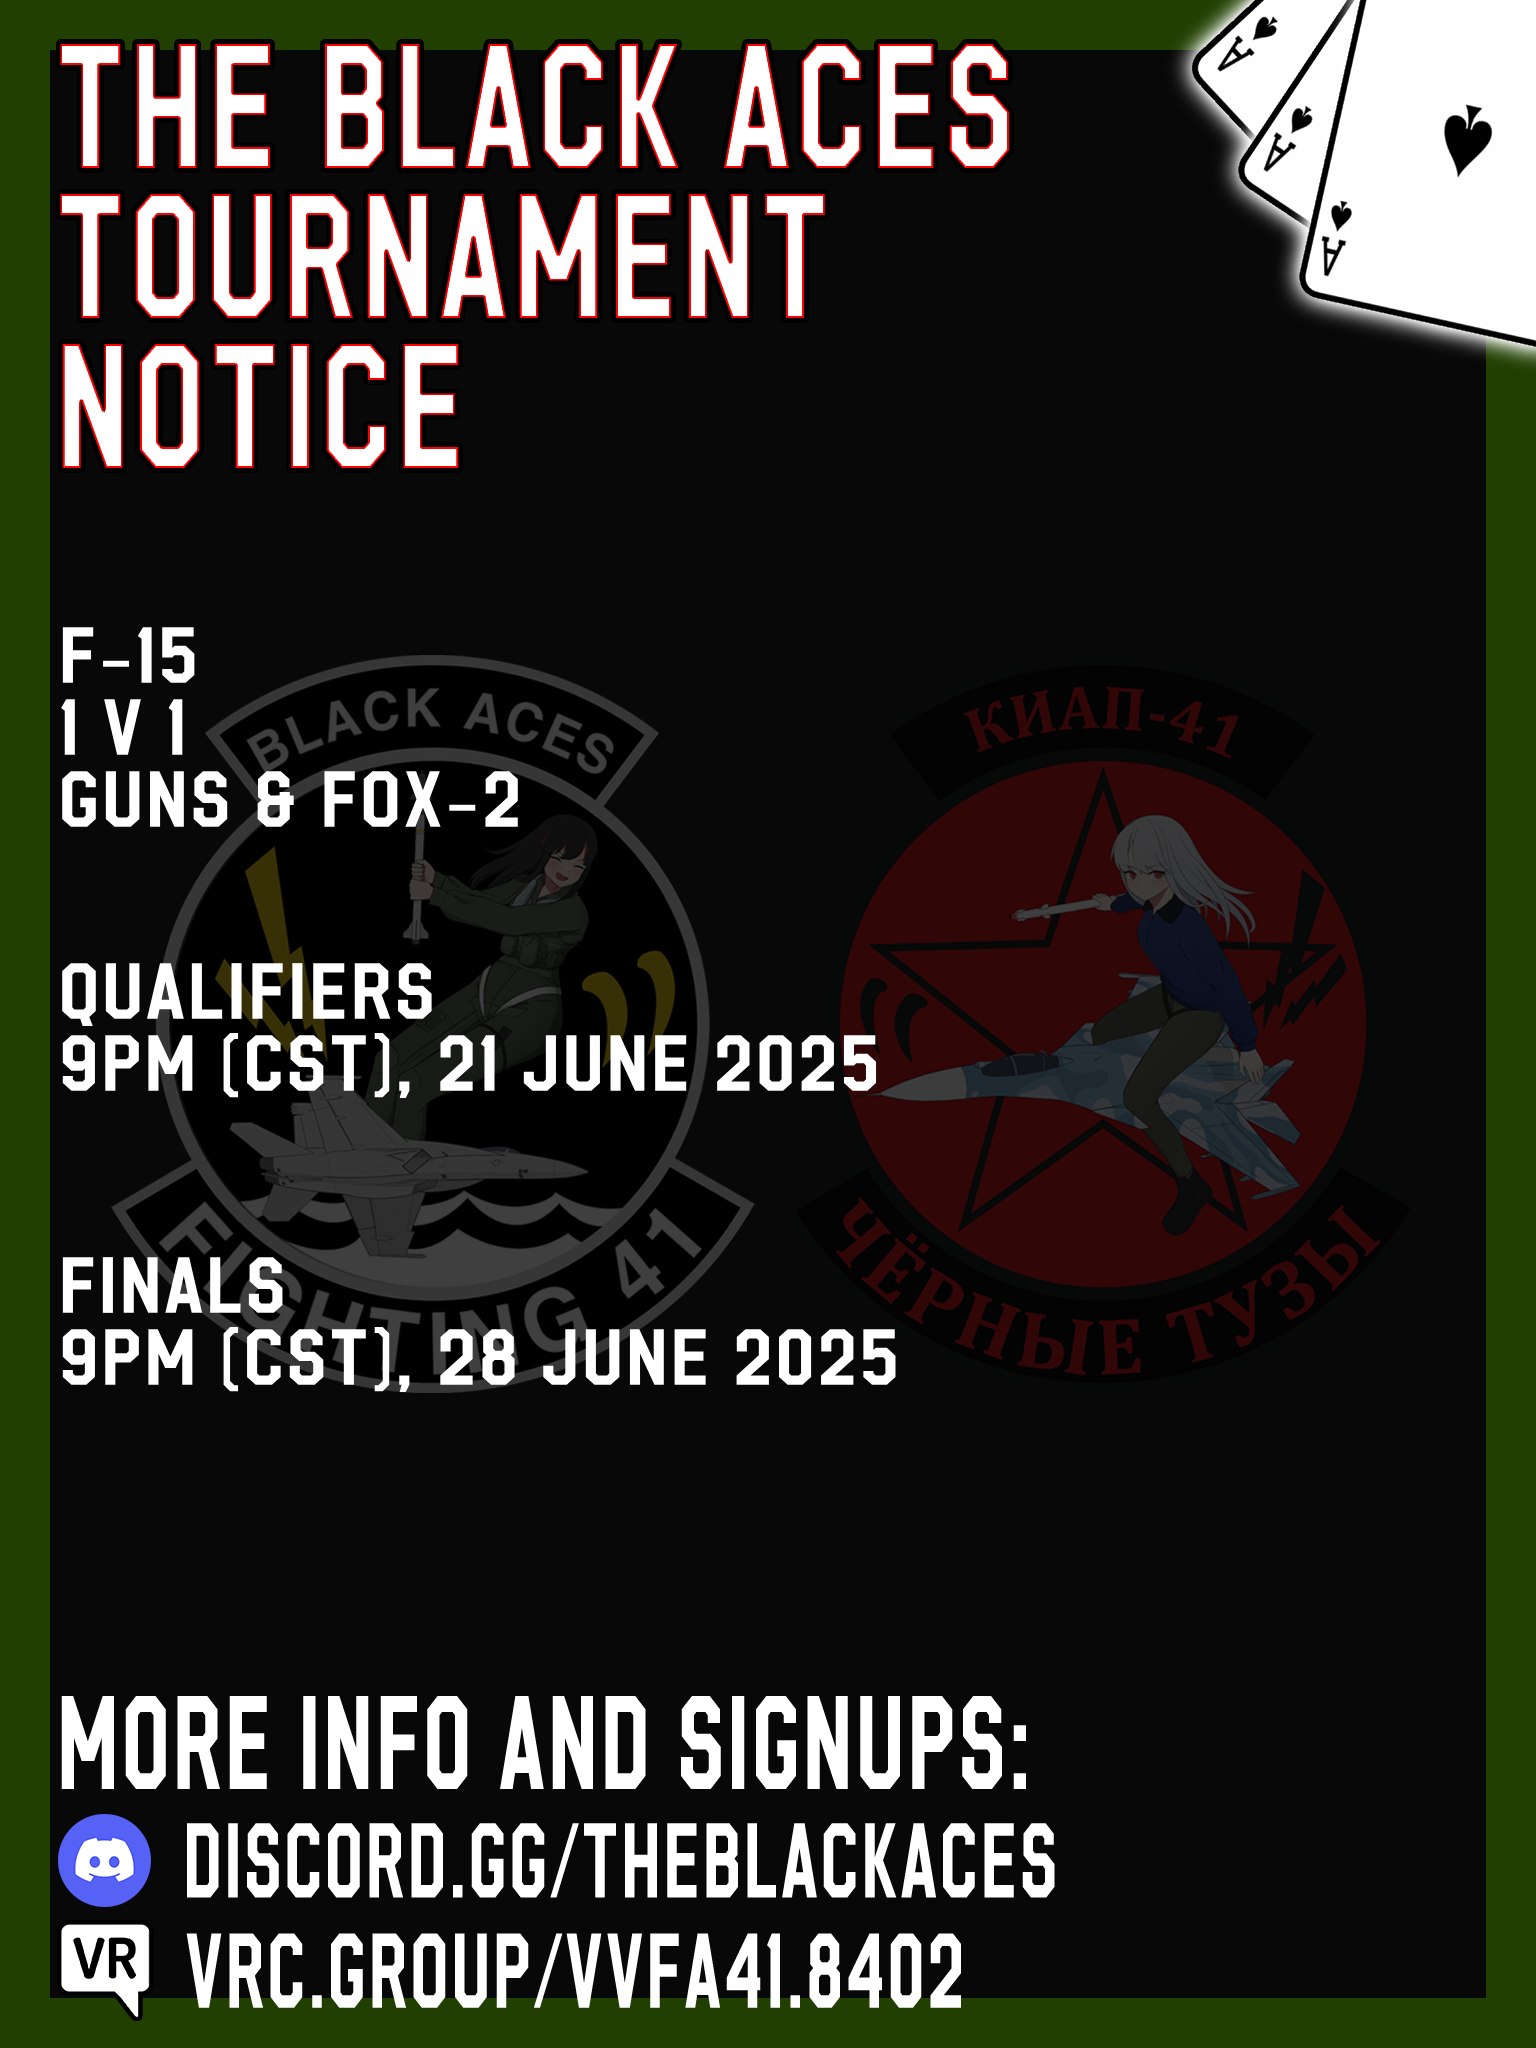 THE BLACK ACES
TOURNAMENT
NOTICE
A
A
A
F-15
1 V 1
GUNS & FOX-2
BLACK ACES
FIGHTING 41
КИАП-41
ЧЁРНЫЕ ТУЗЫ
QUALIFIERS
9PM (CST), 21 JUNE 2025
FINALS
9PM (CST), 28 JUNE 2025
MORE INFO AND SIGNUPS:
DISCORD.GG/THEBLACKACES
VR
VRC.GROUP/VVFA41.8402